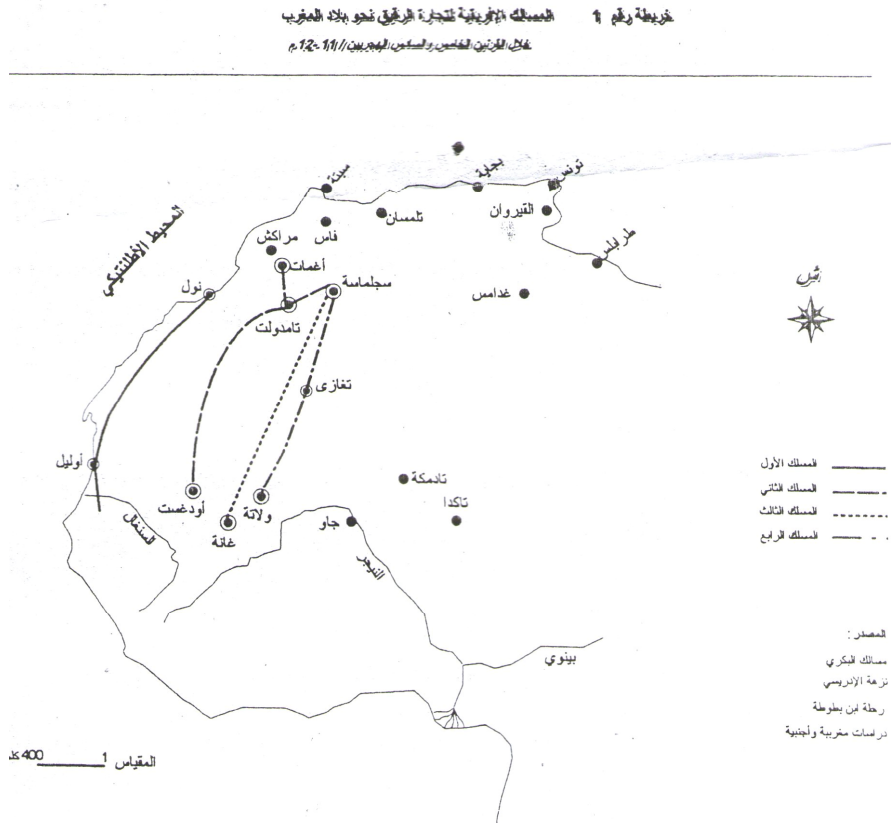 خريطة رقم 1 المسالك الإفريقية لتجارة الرقيق نحو بلاد المغرب
خلال القرنين الخامس والسادس الهجريين/11-12م
سبتة
بجاية
تونس
تلمسان
القيروان
فاس
مراكش
طرابلس
المحيط الأطلنتيكي
أغمات
سجلماسة
غدامس
نول
تامدولت
ش
تغازى
أوليل
تادمكة
تاكدا
أودغست
ولاتة
غانة
جاو
السنغال
النيجر
بينوي
المسلك الأول
المسلك الثاني
المسلك الثالث
المسلك الرابع
المصدر :
مسالك البكري
نزهة الإدريسي
رحلة ابن بطوطة
دراسات مغربية وأجنبية
المقياس 1 400كلم